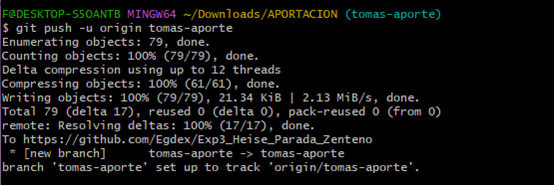 F@DESKTOP-S5OANTB MINGW64 ~/Downloads/APORTACION (tomas-aporte)
$ git push -u origin tomas-aporte
Enumerating objects: 79, done.
Counting objects: 100% (79/79), done.
Delta compression using up to 12 threads
Compressing objects: 100% (61/61), done.
Writing objects: 100% (79/79), 21.34 KiB | 2.13 MiB/s, done.
Total 79 (delta 17), reused 0 (delta 0), pack-reused 0 (from 0)
remote: Resolving deltas: 100% (17/17), done.
To https://github.com/Egdex/Exp3_Heise_Parada_Zenteno
 * [new branch]      tomas-aporte -> tomas-aporte
branch 'tomas-aporte' set up to track 'origin/tomas-aporte'.